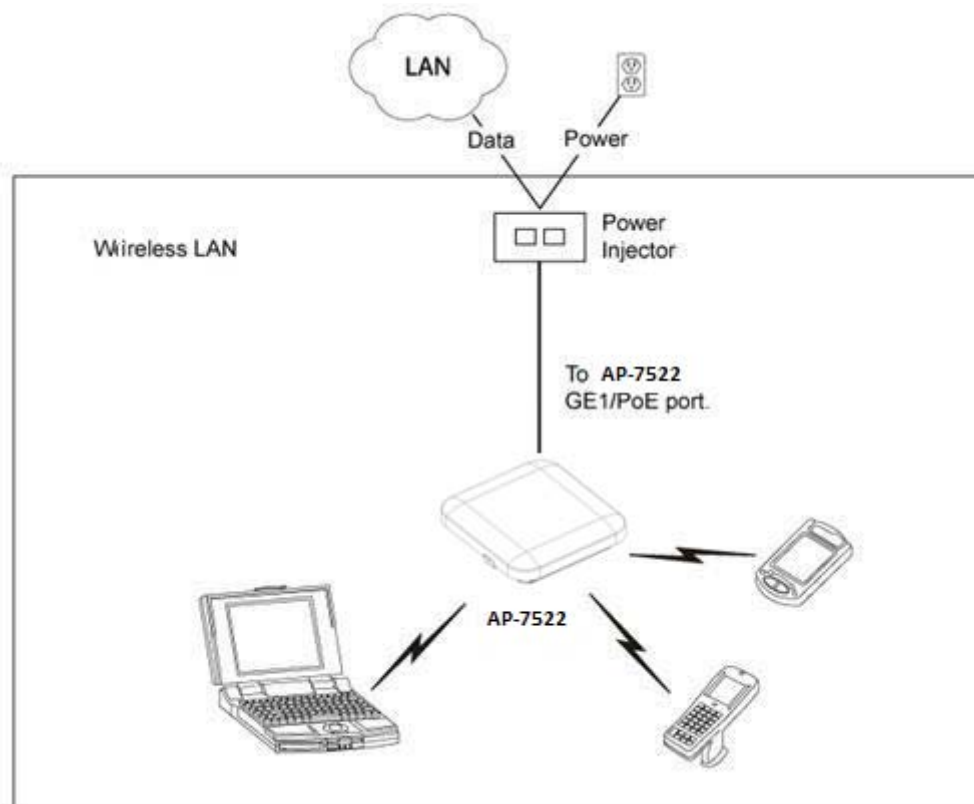 LAN
Data
Power
Power
Injector
Wireless LAN
To AP-7522
GE1/PoE port.
AP-7522